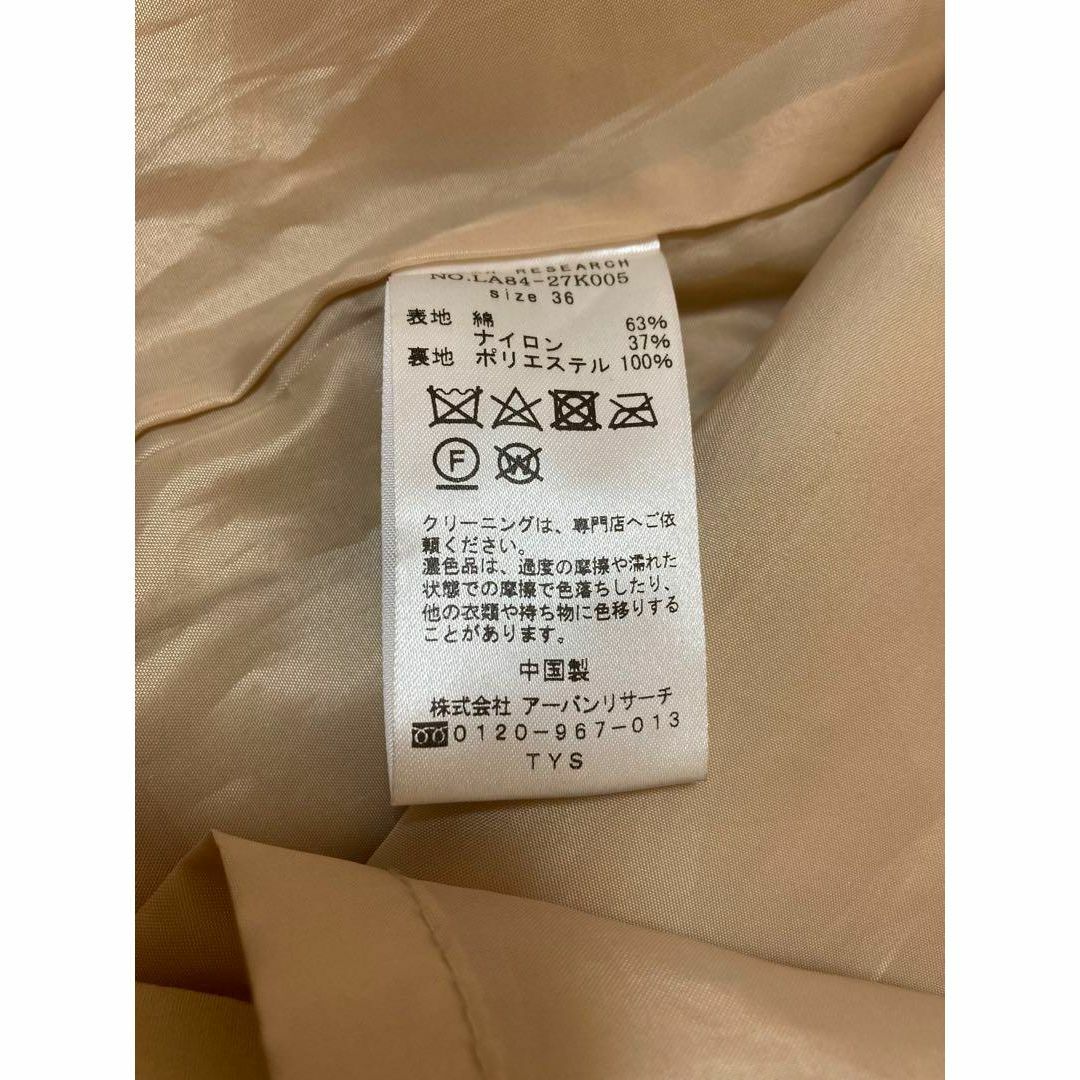 RESEARCH
NO.LA84-27K005
size 36
表地 綿 63%
ナイロン 37%
裏地 ポリエステル 100%
F
W
クリーニングは、専門店へご依
頼ください。
濃色品は、過度の摩擦や濡れた
状態での摩擦で色落ちしたり、
他の衣類や持ち物に色移りする
ことがあります。
中国製
株式会社 アーバンリサーチ
0120-967-013
TYS